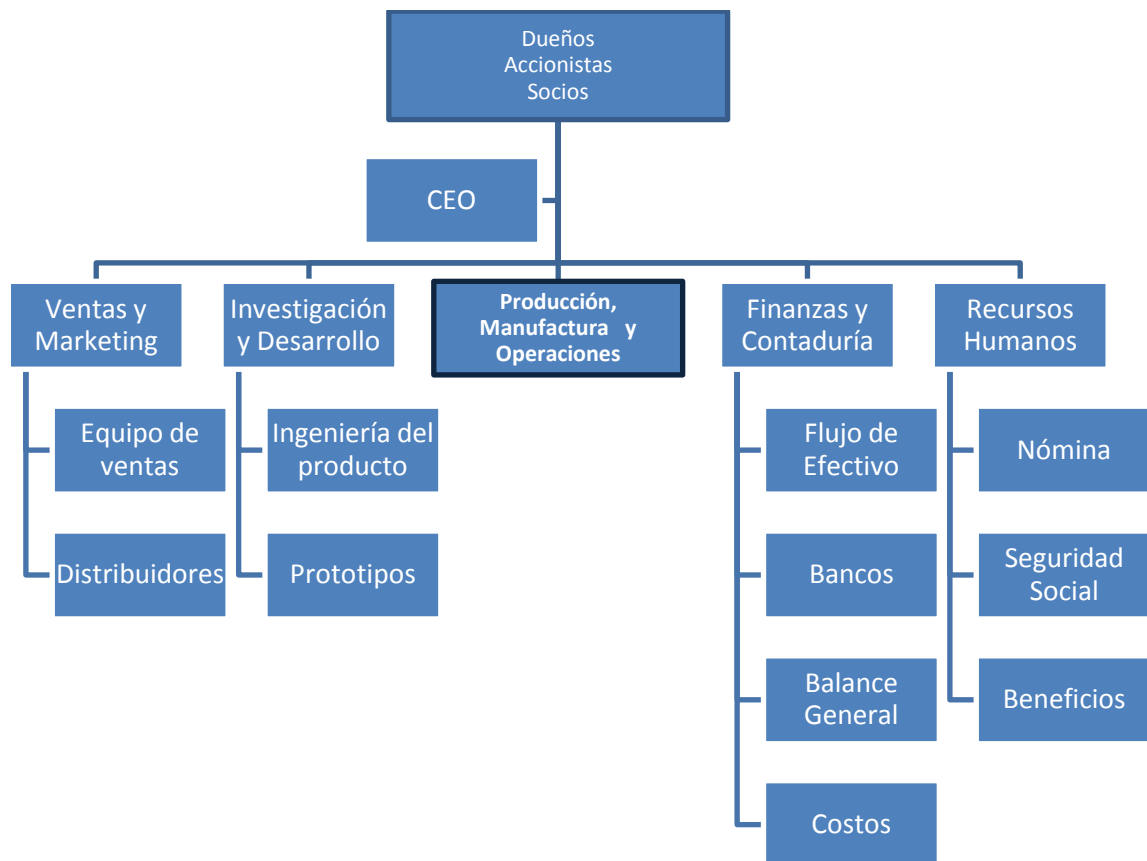 Dueños
Accionistas
Socios
CEO
Ventas y
Marketing
Investigación
y Desarrollo
Producción,
Manufactura y
Operaciones
Finanzas y
Contaduría
Recursos
Humanos
Equipo de
ventas
Ingeniería del
producto
Flujo de
Efectivo
Nómina
Distribuidores
Prototipos
Bancos
Seguridad
Social
Balance
General
Beneficios
Costos